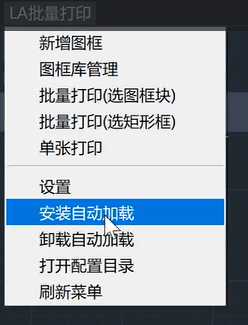 LA批量打印
新增图框
图框库管理
批量打印(选图框块)
批量打印(选矩形框)
单张打印
设置
安装自动加载
卸载自动加载
打开配置目录
刷新菜单